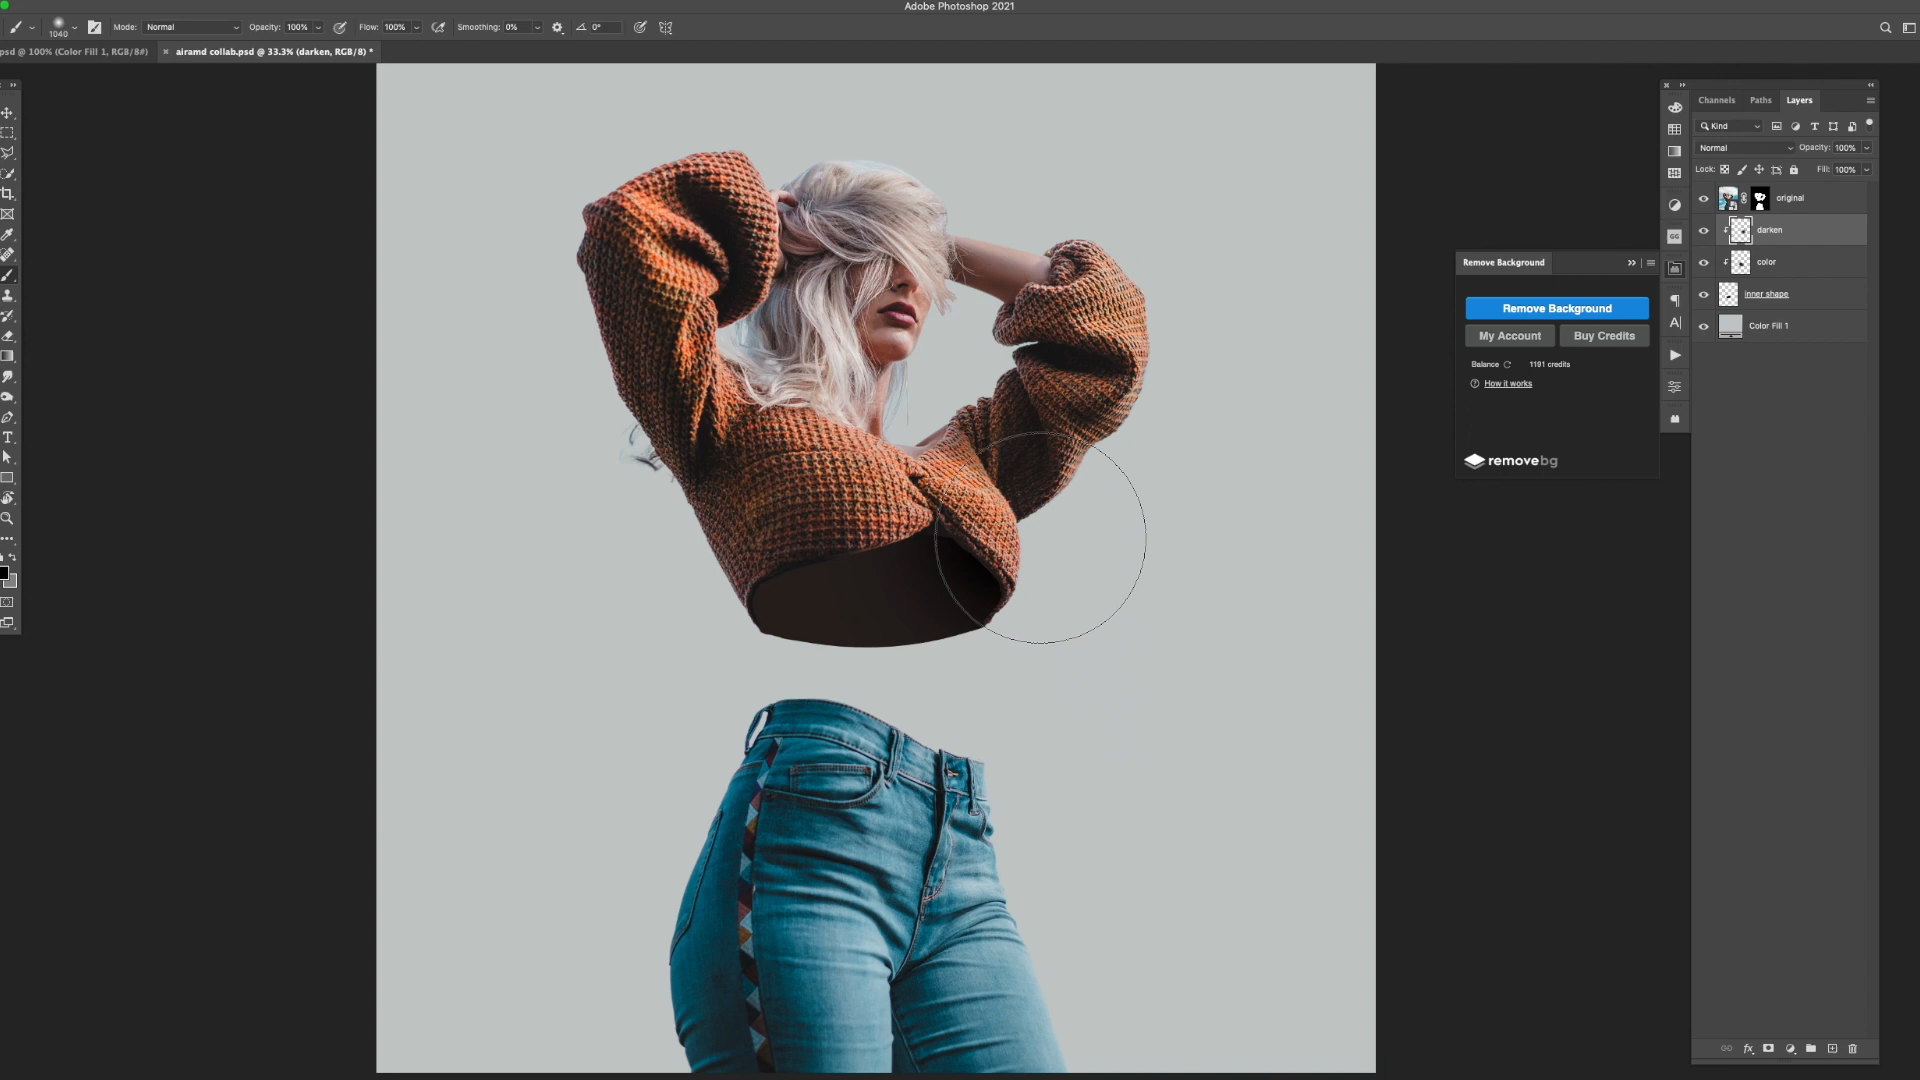 Adobe Photoshop 2021
1040 Mode: Normal Opacity: 100% Flow: 100% Smoothing: 0% 0°
psd @ 100% (Color Fill 1, RGB/8#) × airamd collab.psd @ 33.3% (darken, RGB/8) *
Channels Paths Layers
Kind
Normal Opacity: 100%
Lock: Fill: 100%
original
darken
color
inner shape
Color Fill 1
GG
Remove Background
Remove Background
My Account Buy Credits
Balance 1191 credits
How it works
removebg